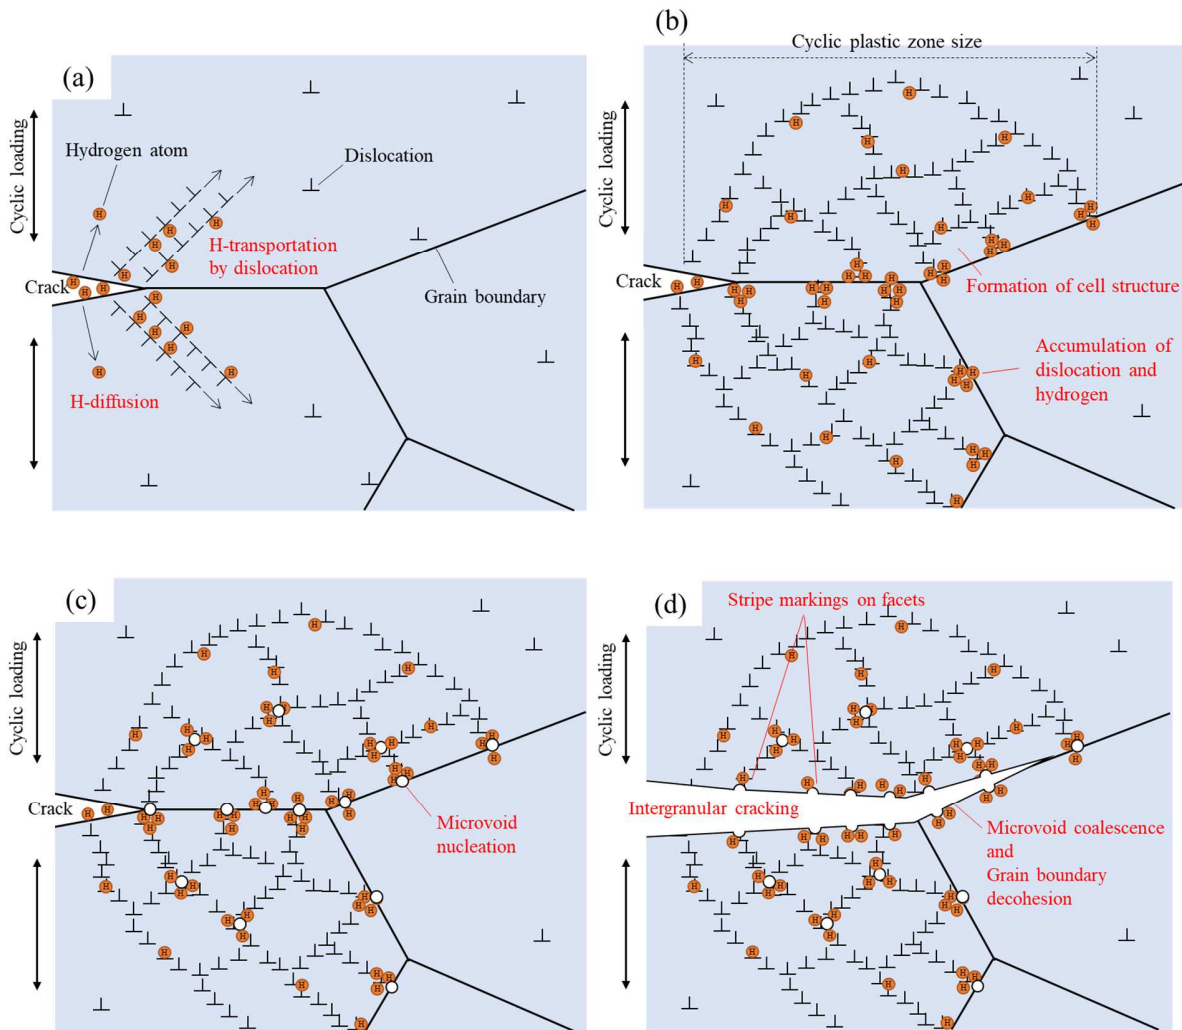 (a)
Cyclic loading
Hydrogen atom
Dislocation
H-transportation
by dislocation
Crack
Grain boundary
H-diffusion
(b)
Cyclic plastic zone size
Cyclic loading
Crack
Formation of cell structure
Accumulation of
dislocation and
hydrogen
(c)
Cyclic loading
Crack
Microvoid
nucleation
(d)
Stripe markings on facets
Cyclic loading
Intergranular cracking
Microvoid coalescence
and
Grain boundary
decohesion